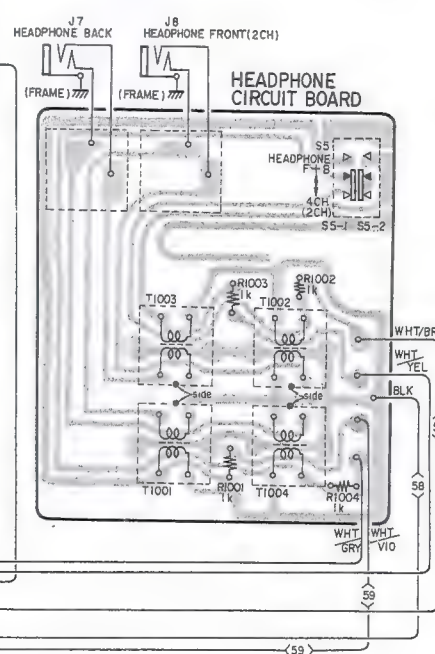 J7
HEADPHONE BACK
J8
HEADPHONE FRONT(2CH)
(FRAME)
(FRAME)
HEADPHONE
CIRCUIT BOARD
S5
HEADPHONE
F
B
4CH
(2CH)
S5-1 S5-2
R1003
1k
R1002
1k
T1003
T1002
WHT/BR
WHT/YEL
BLK
side
side
T1001
R1001
1k
T1004
R1004
1k
58
WHT/GRY
WHT/VIO
59
59